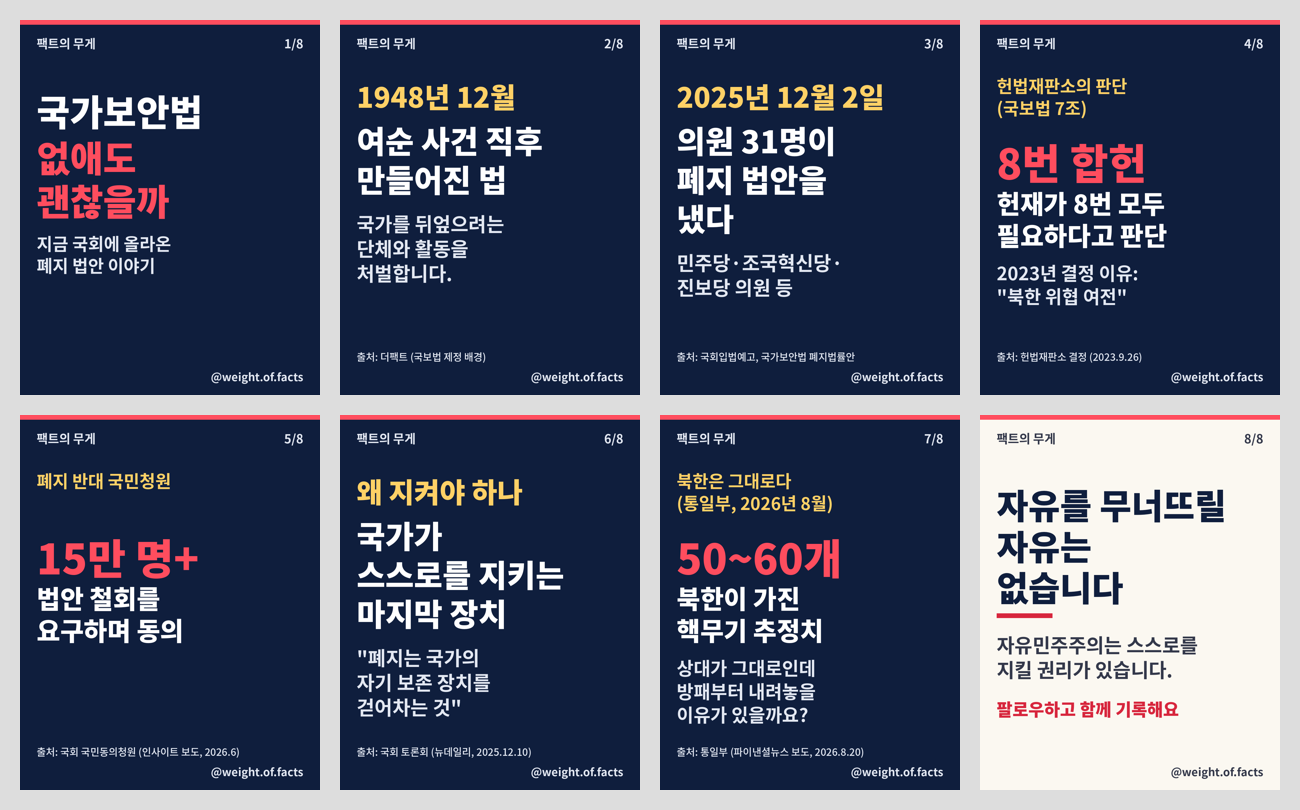 팩트의 무게
1/8
국가보안법
없애도
괜찮을까
지금 국회에 올라온
폐지 법안 이야기
@weight.of.facts
팩트의 무게
2/8
1948년 12월
여순 사건 직후
만들어진 법
국가를 뒤엎으려는
단체와 활동을
처벌합니다.
출처: 더팩트 (국보법 제정 배경)
@weight.of.facts
팩트의 무게
3/8
2025년 12월 2일
의원 31명이
폐지 법안을
냈다
민주당·조국혁신당·
진보당 의원 등
출처: 국회입법예고, 국가보안법 폐지법률안
@weight.of.facts
팩트의 무게
4/8
헌법재판소의 판단
(국보법 7조)
8번 합헌
헌재가 8번 모두
필요하다고 판단
2023년 결정 이유:
"북한 위협 여전"
출처: 헌법재판소 결정 (2023.9.26)
@weight.of.facts
팩트의 무게
5/8
폐지 반대 국민청원
15만 명+
법안 철회를
요구하며 동의
출처: 국회 국민동의청원 (인사이트 보도, 2026.6)
@weight.of.facts
팩트의 무게
6/8
왜 지켜야 하나
국가가
스스로를 지키는
마지막 장치
"폐지는 국가의
자기 보존 장치를
걷어차는 것"
출처: 국회 토론회 (뉴데일리, 2025.12.10)
@weight.of.facts
팩트의 무게
7/8
북한은 그대로다
(통일부, 2026년 8월)
50~60개
북한이 가진
핵무기 추정치
상대가 그대로인데
방패부터 내려놓을
이유가 있을까요?
출처: 통일부 (파이낸셜뉴스 보도, 2026.8.20)
@weight.of.facts
팩트의 무게
8/8
자유를 무너뜨릴
자유는
없습니다
자유민주주의는 스스로를
지킬 권리가 있습니다.
팔로우하고 함께 기록해요
@weight.of.facts